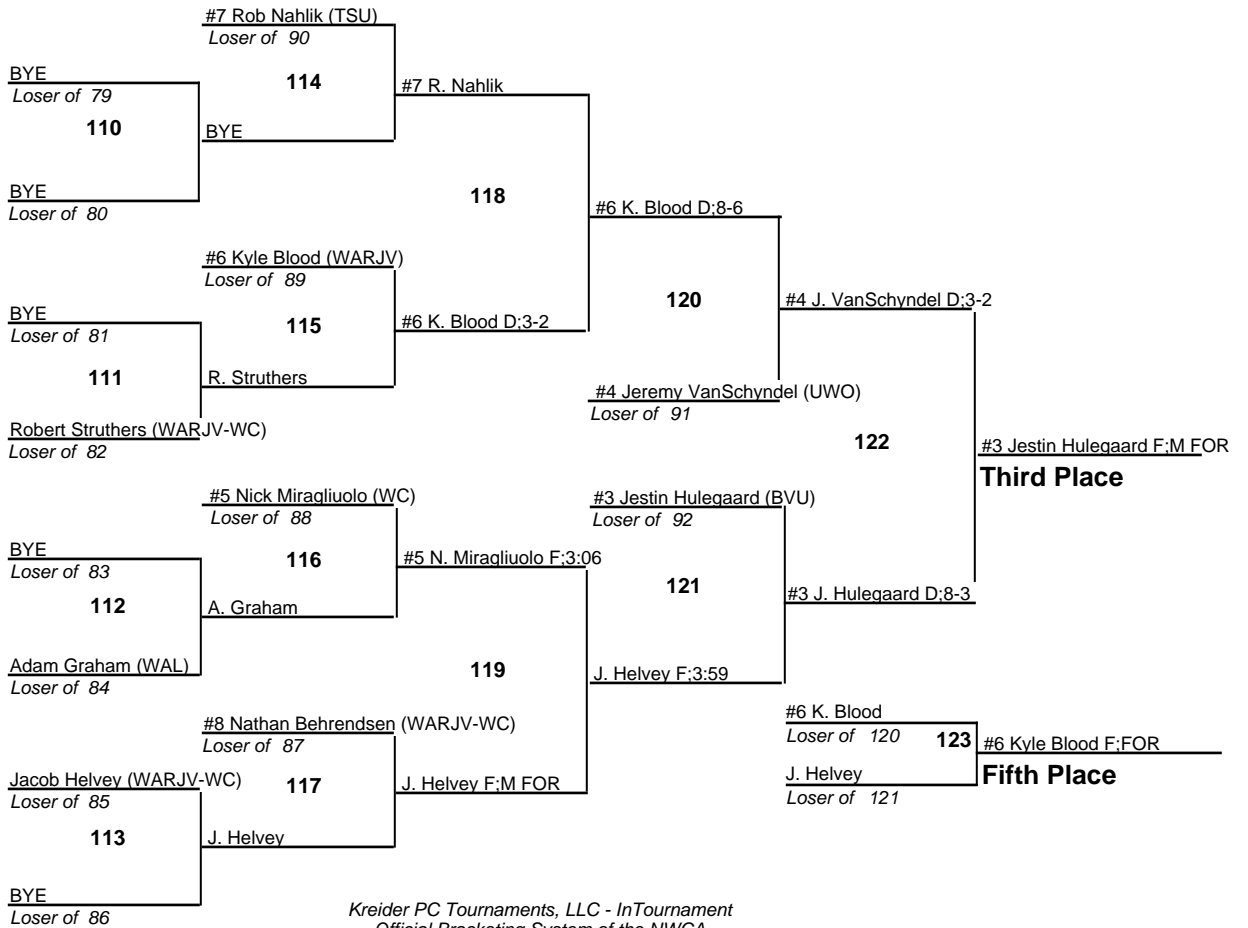 #7 Rob Nahlik (TSU)
Loser of 90
BYE
Loser of 79
114
#7 R. Nahlik
110
BYE
118
BYE
Loser of 80
#6 K. Blood D;8-6
#6 Kyle Blood (WARJV)
Loser of 89
120
#4 J. VanSchyndel D;3-2
BYE
Loser of 81
115
#6 K. Blood D;3-2
111
R. Struthers
#4 Jeremy VanSchyndel (UWO)
Loser of 91
Robert Struthers (WARJV-WC)
Loser of 82
122
#3 Jestin Hulegaard F;M FOR
Third Place
#5 Nick Miragliuolo (WC)
Loser of 88
#3 Jestin Hulegaard (BVU)
Loser of 92
BYE
Loser of 83
116
#5 N. Miragliuolo F;3:06
121
112
A. Graham
#3 J. Hulegaard D;8-3
Adam Graham (WAL)
Loser of 84
119
J. Helvey F;3:59
#8 Nathan Behrendsen (WARJV-WC)
Loser of 87
#6 K. Blood
Loser of 120
123
#6 Kyle Blood F;FOR
Fifth Place
Jacob Helvey (WARJV-WC)
Loser of 85
117
J. Helvey F;M FOR
J. Helvey
Loser of 121
113
J. Helvey
BYE
Loser of 86
Kreider PC Tournaments, LLC - InTournament
Official Bracketing System of the NWCA